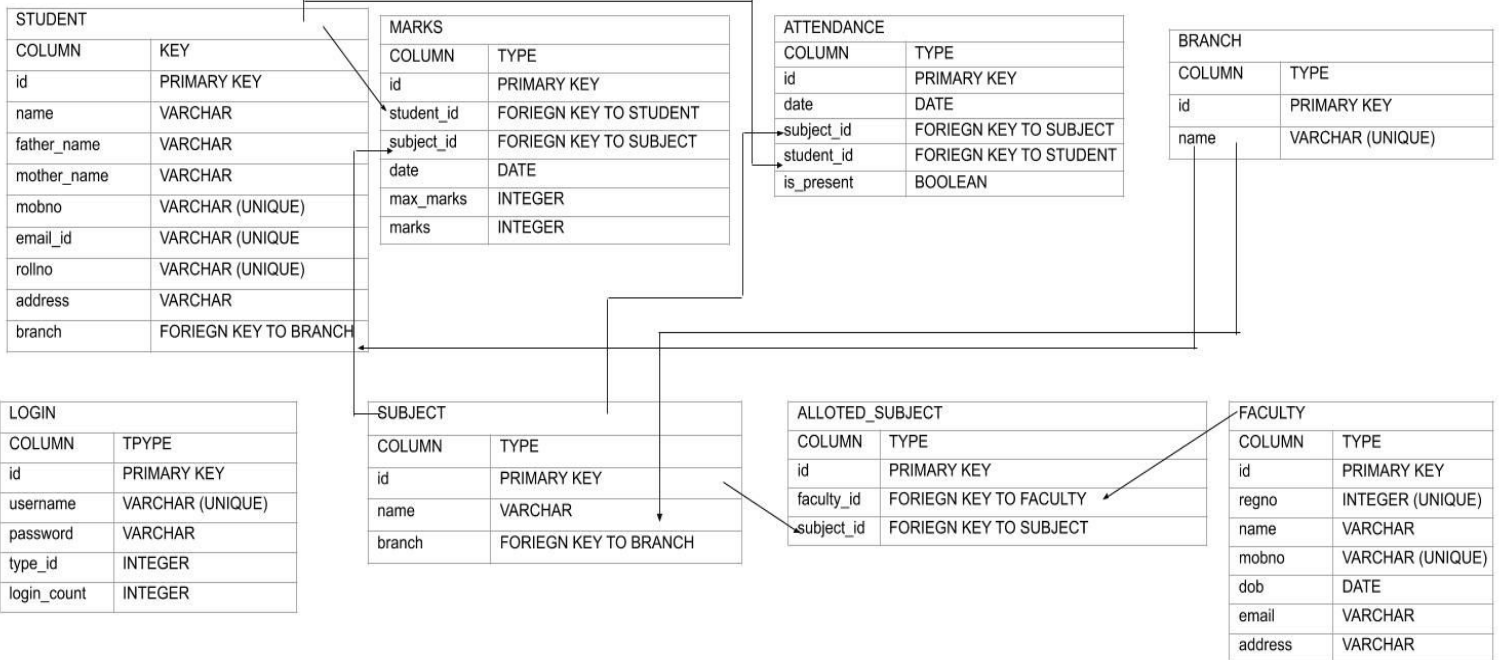 STUDENT
COLUMN KEY
id PRIMARY KEY
name VARCHAR
father_name VARCHAR
mother_name VARCHAR
mobno VARCHAR (UNIQUE)
email_id VARCHAR (UNIQUE
rollno VARCHAR (UNIQUE)
address VARCHAR
branch FORIEGN KEY TO BRANCH
MARKS
COLUMN TYPE
id PRIMARY KEY
student_id FORIEGN KEY TO STUDENT
subject_id FORIEGN KEY TO SUBJECT
date DATE
max_marks INTEGER
marks INTEGER
ATTENDANCE
COLUMN TYPE
id PRIMARY KEY
date DATE
subject_id FORIEGN KEY TO SUBJECT
student_id FORIEGN KEY TO STUDENT
is_present BOOLEAN
BRANCH
COLUMN TYPE
id PRIMARY KEY
name VARCHAR (UNIQUE)
LOGIN
COLUMN TPYPE
id PRIMARY KEY
username VARCHAR (UNIQUE)
password VARCHAR
type_id INTEGER
login_count INTEGER
SUBJECT
COLUMN TYPE
id PRIMARY KEY
name VARCHAR
branch FORIEGN KEY TO BRANCH
ALLOTED_SUBJECT
COLUMN TYPE
id PRIMARY KEY
faculty_id FORIEGN KEY TO FACULTY
subject_id FORIEGN KEY TO SUBJECT
FACULTY
COLUMN TYPE
id PRIMARY KEY
regno INTEGER (UNIQUE)
name VARCHAR
mobno VARCHAR (UNIQUE)
dob DATE
email VARCHAR
address VARCHAR